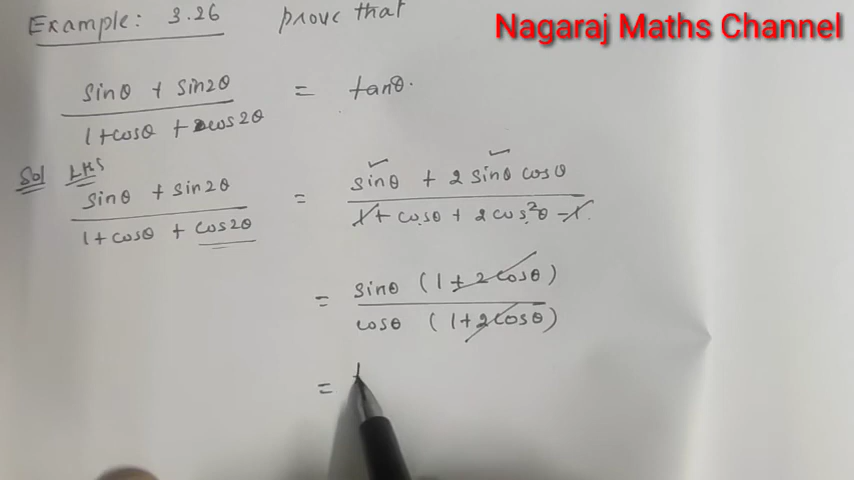 Nagaraj Maths Channel
Example: 3.26 prove that
sinθ + sin2θ / 1+cosθ + cos2θ = tanθ.
Sol LHS
sinθ + sin2θ / 1+cosθ + cos2θ = sinθ + 2 sinθ cosθ / 1+ cosθ + 2cos²θ -1.
= sinθ (1+2cosθ) / cosθ (1+2cosθ)
=